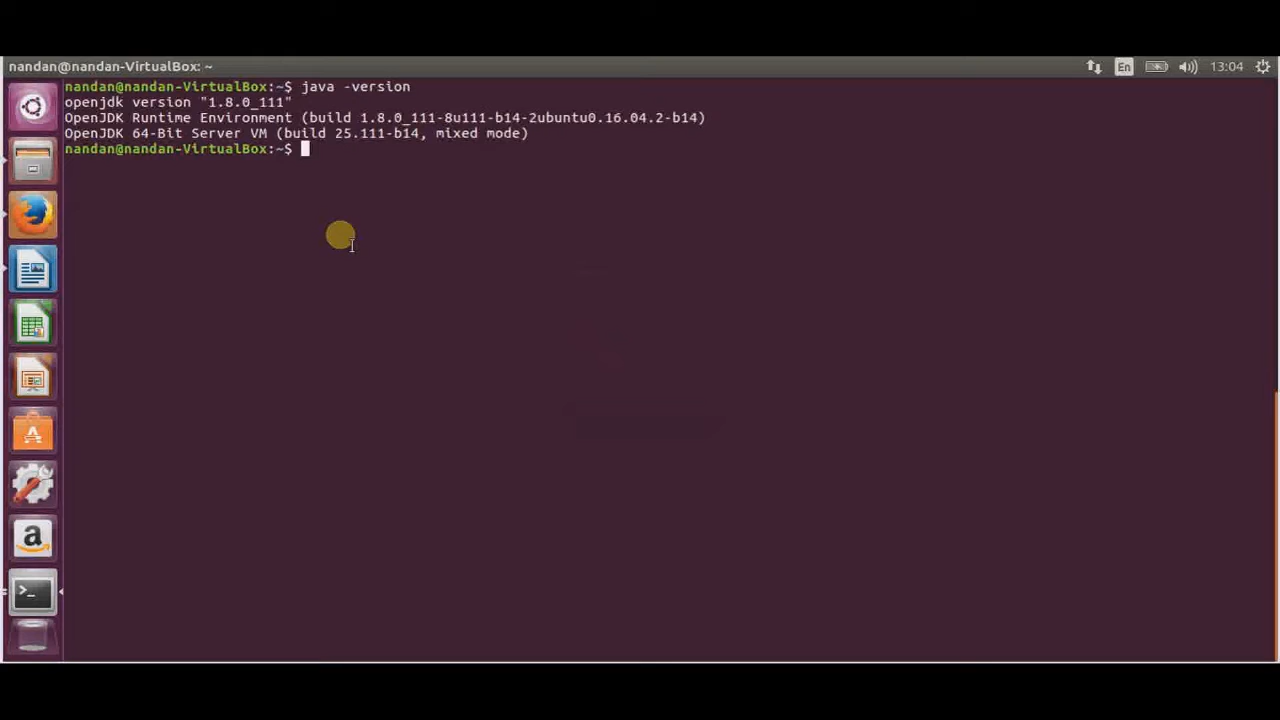 nandan@nandan-VirtualBox: ~
En
13:04
nandan@nandan-VirtualBox:~$ java -version
openjdk version "1.8.0_111"
OpenJDK Runtime Environment (build 1.8.0_111-8u111-b14-2ubuntu0.16.04.2-b14)
OpenJDK 64-Bit Server VM (build 25.111-b14, mixed mode)
nandan@nandan-VirtualBox:~$